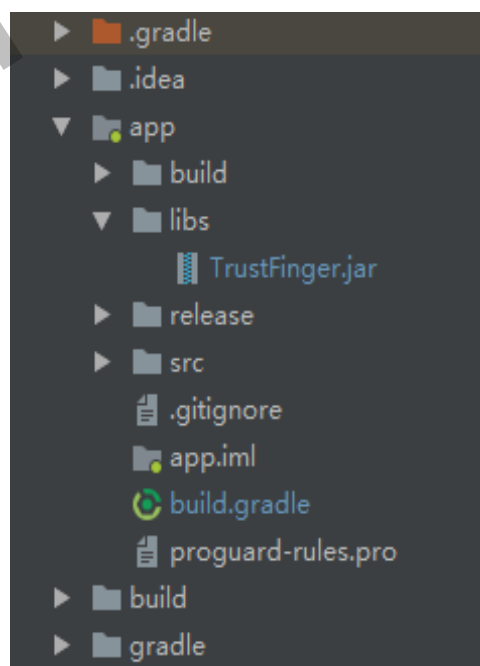 .gradle
.idea
app
build
libs
TrustFinger.jar
release
src
.gitignore
app.iml
build.gradle
proguard-rules.pro
build
gradle